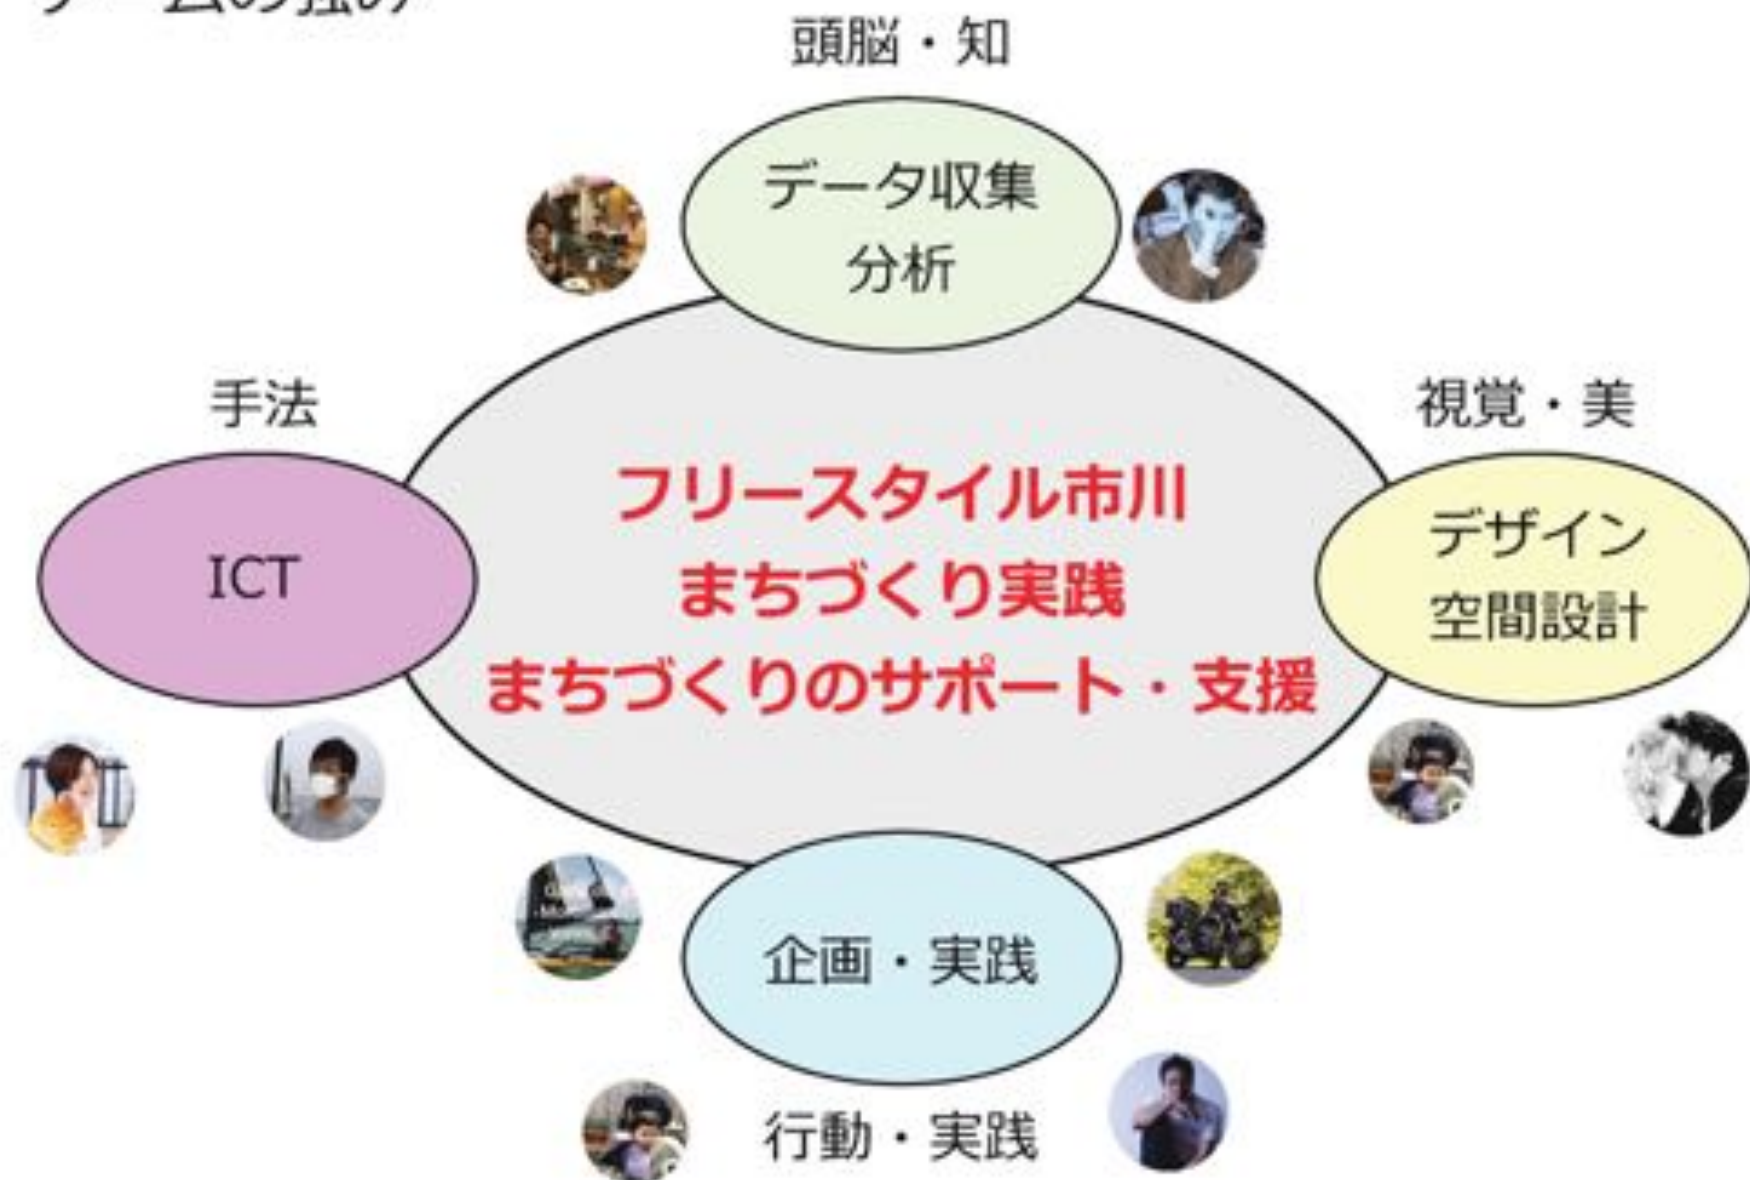 頭脳・知
データ収集
分析
手法
ICT
視覚・美
デザイン
空間設計
フリースタイル市川
まちづくり実践
まちづくりのサポート・支援
企画・実践
行動・実践